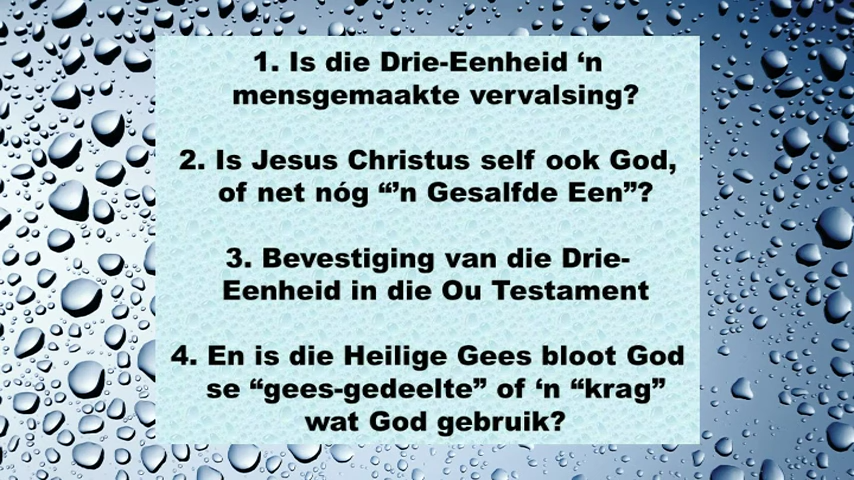 1. Is die Drie-Eenheid ‘n
mensgemaakte vervalsing?
2. Is Jesus Christus self ook God,
of net nóg “’n Gesalfde Een”?
3. Bevestiging van die Drie-
Eenheid in die Ou Testament
4. En is die Heilige Gees bloot God
se “gees-gedeelte” of ‘n “krag”
wat God gebruik?